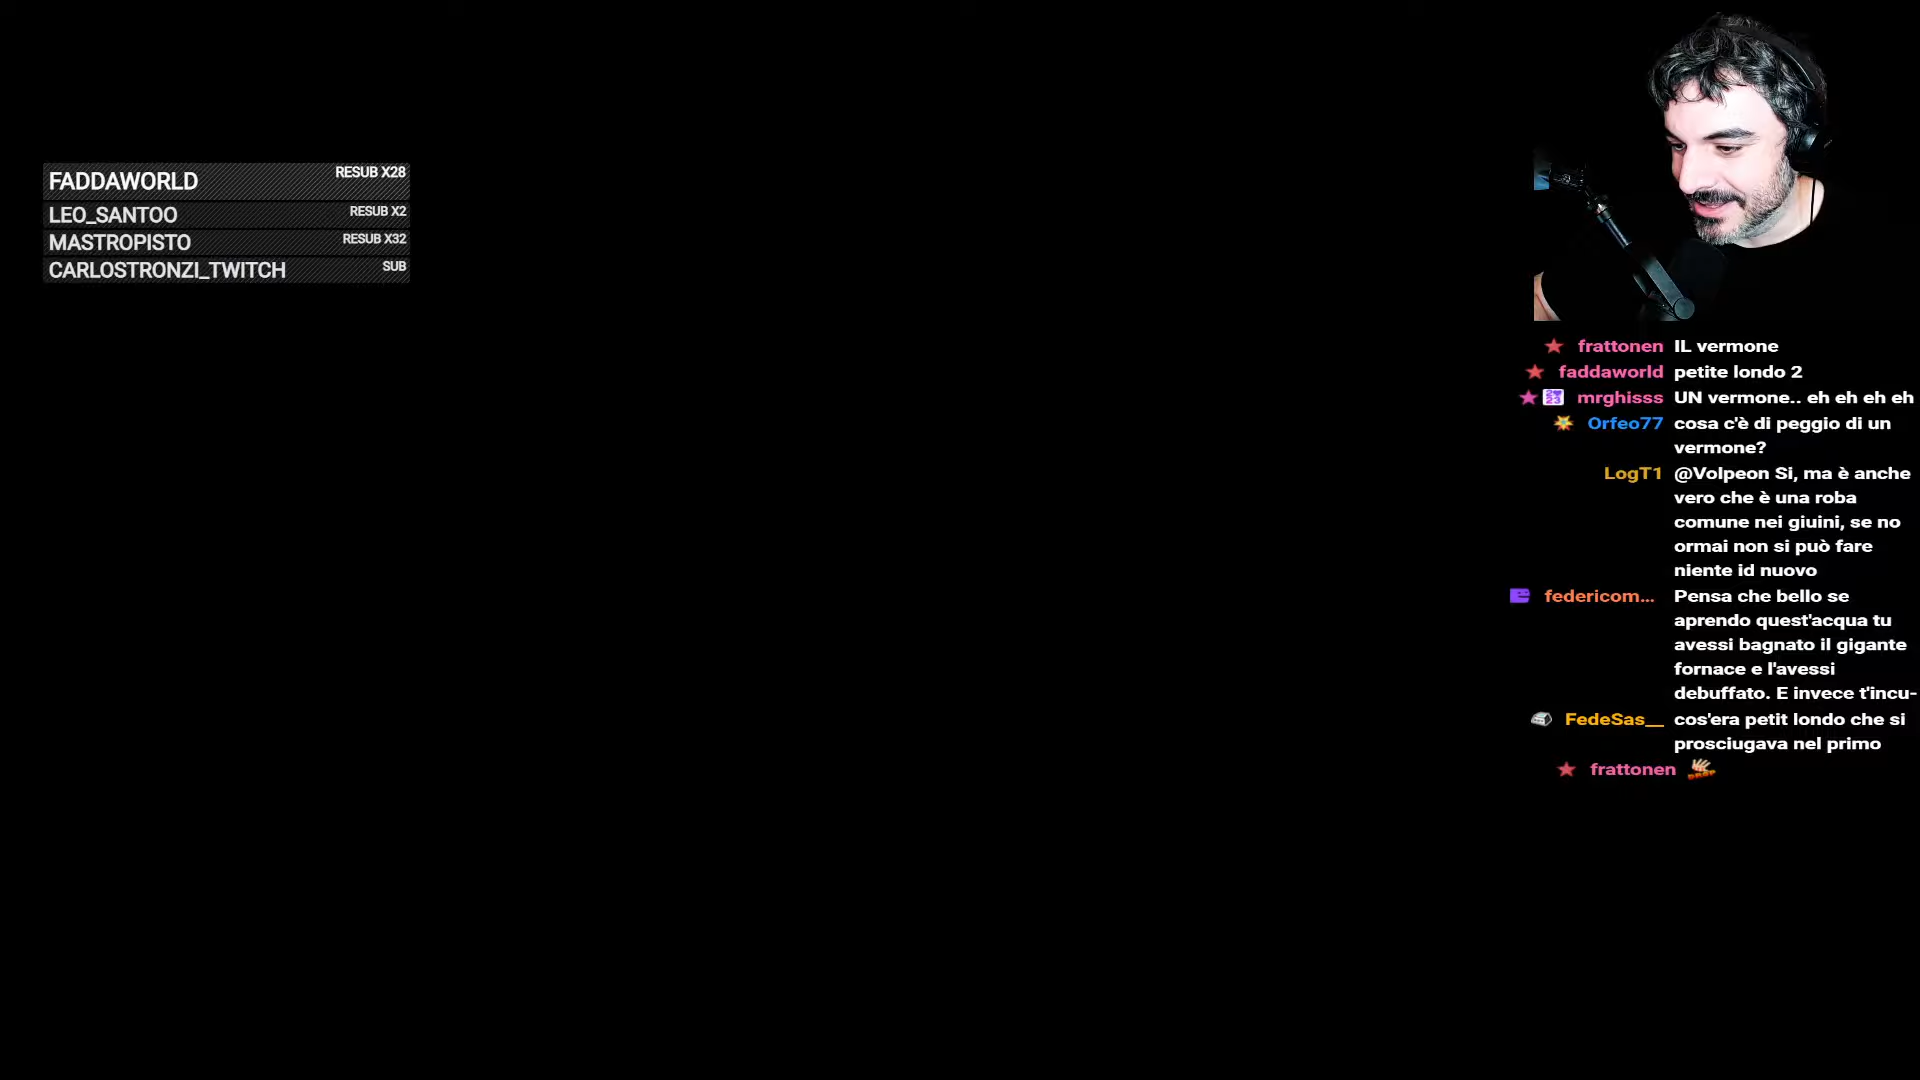 FADDAWORLD RESUB X28
LEO_SANTOO RESUB X2
MASTROPISTO RESUB X32
CARLOSTRONZI_TWITCH SUB
frattonen IL vermone
faddaworld petite londo 2
mrghisss UN vermone.. eh eh eh eh
Orfeo77 cosa c'è di peggio di un
vermone?
LogT1 @Volpeon Si, ma è anche
vero che è una roba
comune nei giuini, se no
ormai non si può fare
niente id nuovo
federicom... Pensa che bello se
aprendo quest'acqua tu
avessi bagnato il gigante
fornace e l'avessi
debuffato. E invece t'incu-
FedeSas__ cos'era petit londo che si
prosciugava nel primo
frattonen